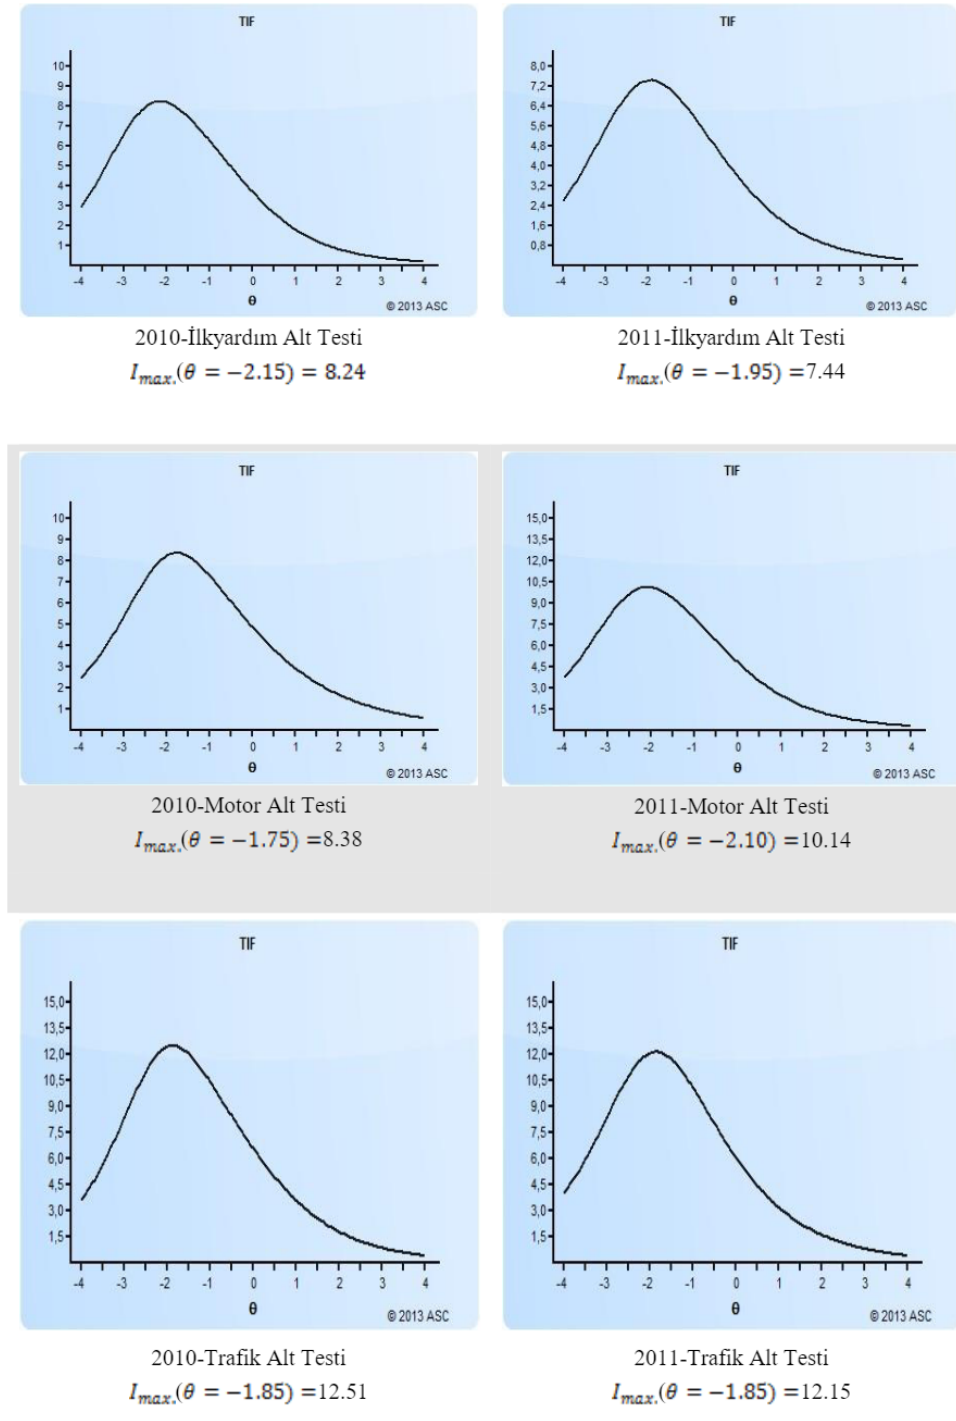 TIF
10
9
8
7
6
5
4
3
2
1
-4 -3 -2 -1 0 1 2 3 4
θ
© 2013 ASC
2010-İlkyardım Alt Testi
I max.(θ = −2.15) = 8.24
TIF
8,0
7,2
6,4
5,6
4,8
4,0
3,2
2,4
1,6
0,8
-4 -3 -2 -1 0 1 2 3 4
θ
© 2013 ASC
2011-İlkyardım Alt Testi
I max.(θ = −1.95) =7.44
TIF
10
9
8
7
6
5
4
3
2
1
-4 -3 -2 -1 0 1 2 3 4
θ
© 2013 ASC
2010-Motor Alt Testi
I max.(θ = −1.75) =8.38
TIF
15,0
13,5
12,0
10,5
9,0
7,5
6,0
4,5
3,0
1,5
-4 -3 -2 -1 0 1 2 3 4
θ
© 2013 ASC
2011-Motor Alt Testi
I max.(θ = −2.10) =10.14
TIF
15,0
13,5
12,0
10,5
9,0
7,5
6,0
4,5
3,0
1,5
-4 -3 -2 -1 0 1 2 3 4
θ
© 2013 ASC
2010-Trafik Alt Testi
I max.(θ = −1.85) =12.51
TIF
15,0
13,5
12,0
10,5
9,0
7,5
6,0
4,5
3,0
1,5
-4 -3 -2 -1 0 1 2 3 4
θ
© 2013 ASC
2011-Trafik Alt Testi
I max.(θ = −1.85) =12.15